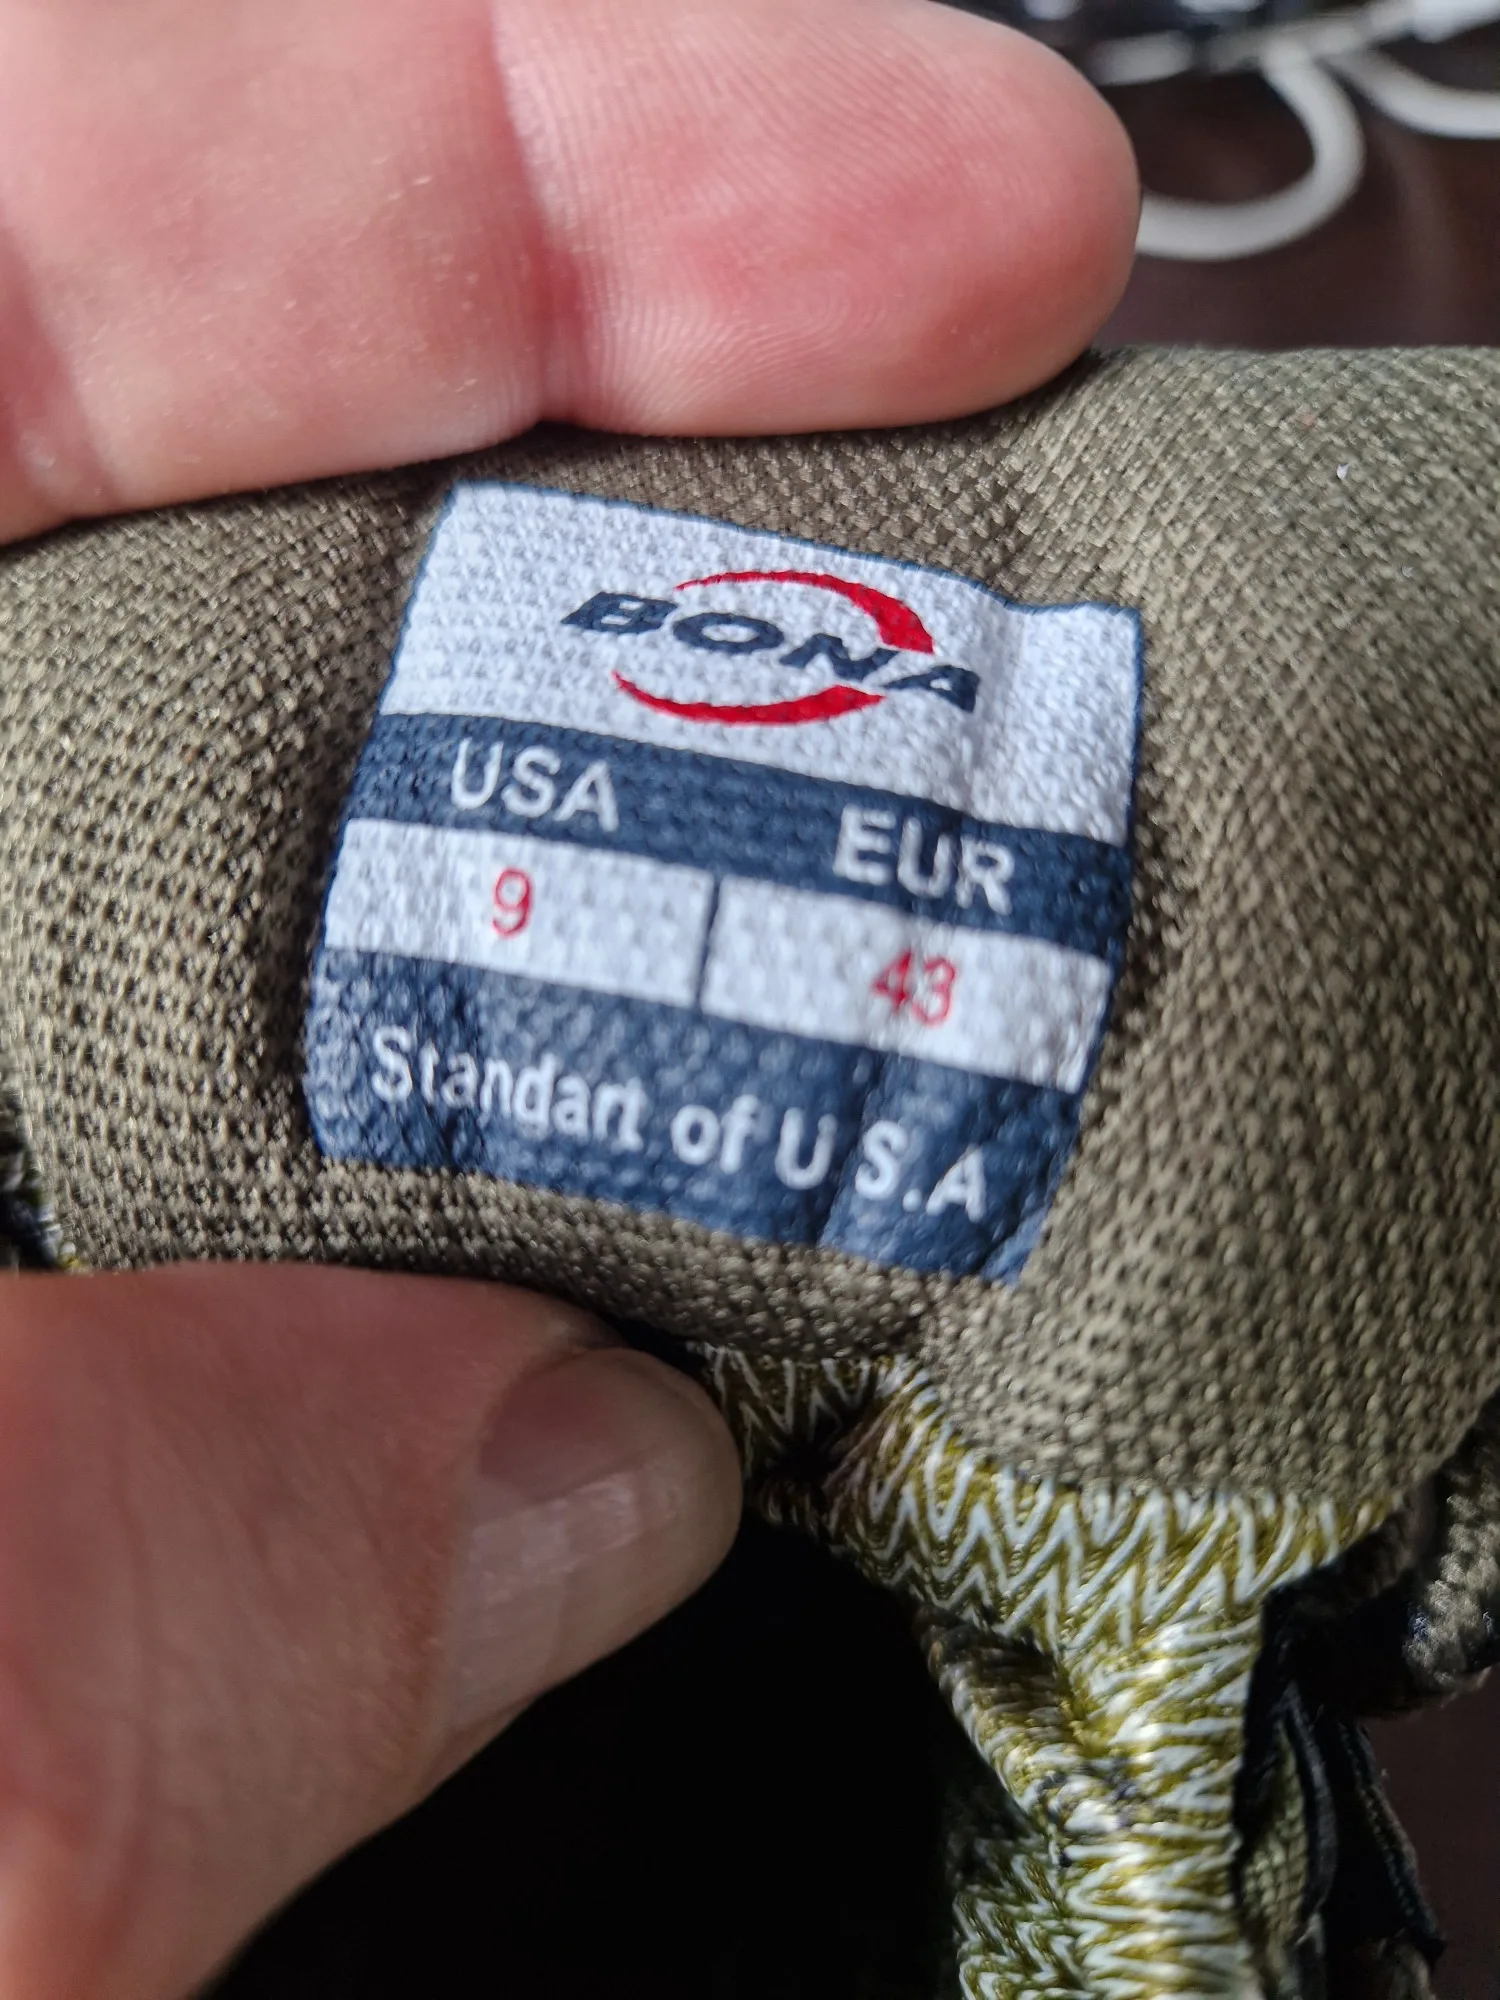 BONA
USA EUR
9 43
Standart of U S.A